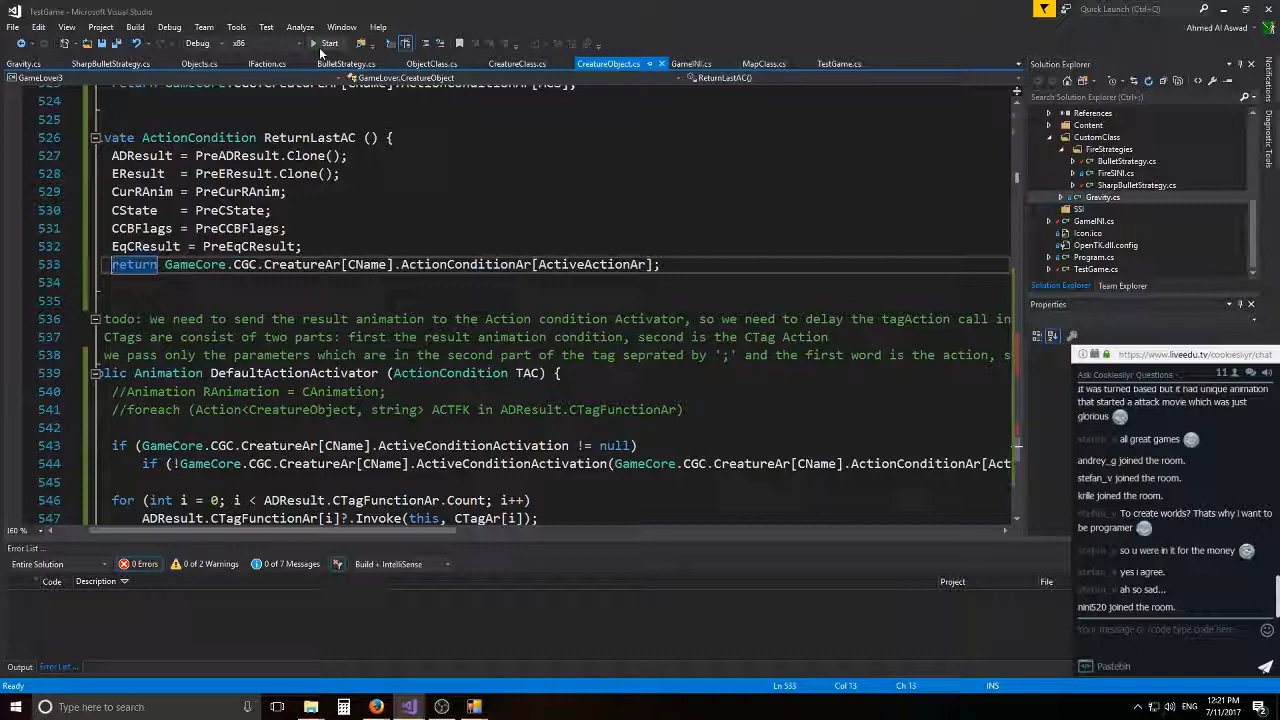 TestGame - Microsoft Visual Studio
Quick Launch (Ctrl+Q)
File Edit View Project Build Debug Team Tools Test Analyze Window Help
Ahmed Al Aswad
Debug x86 Start
Gravity.cs SharpBulletStrategy.cs Objects.cs IFaction.cs BulletStrategy.cs ObjectClass.cs CreatureClass.cs CreatureObject.cs GameINI.cs MapClass.cs TestGame.cs
GameLover3 GameLover.CreatureObject ReturnLastAC()
524
525
526 vate ActionCondition ReturnLastAC () {
527 ADResult = PreADResult.Clone();
528 EResult = PreEResult.Clone();
529 CurRAnim = PreCurRAnim;
530 CState = PreCState;
531 CCBFlags = PreCCBFlags;
532 EqCResult = PreEqCResult;
533 return GameCore.CGC.CreatureAr[CName].ActionConditionAr[ActiveActionAr];
534
535
536 todo: we need to send the result animation to the Action condition Activator, so we need to delay the tagAction call in
537 CTags are consist of two parts: first the result animation condition, second is the CTag Action
538 we pass only the parameters which are in the second part of the tag seprated by ';' and the first word is the action, s
539 lic Animation DefaultActionActivator (ActionCondition TAC) {
540 //Animation RAnimation = CAnimation;
541 //foreach (Action<CreatureObject, string> ACTFK in ADResult.CTagFunctionAr)
542
543 if (GameCore.CGC.CreatureAr[CName].ActiveConditionActivation != null)
544 if (!GameCore.CGC.CreatureAr[CName].ActiveConditionActivation(GameCore.CGC.CreatureAr[CName].ActionConditionAr[Act
545
546 for (int i = 0; i < ADResult.CTagFunctionAr.Count; i++)
547 ADResult.CTagFunctionAr[i]?.Invoke(this, CTagAr[i]);
160 %
Error List ...
Entire Solution 0 Errors 0 of 2 Warnings 0 of 7 Messages Build + IntelliSense
Code Description Project File
Output Error List ...
Ready Ln 533 Col 13 Ch 13 INS
Solution Explorer
Search Solution Explorer (Ctrl+;)
References
Content
CustomClass
FireStrategies
BulletStrategy.cs
FireSINI.cs
SharpBulletStrategy.cs
Gravity.cs
SSI
GameINI.cs
Icon.ico
OpenTK.dll.config
Program.cs
TestGame.cs
Solution Explorer Team Explorer
Properties
Notifications
Diagnostic Tools
https://www.liveedu.tv/cookiesliyr/chat
Ask Cookiesliyr Questions - 11
It was turned based but it had unique animation
that started a attack movie which was just
glorious
stefan_v all great games
andrey_g joined the room.
stefan_v joined the room.
krille joined the room.
stefan_v To create worlds? Thats why i want to
be programer
stefan_v so u were in it for the money
stefan_v yes i agree.
stefan_v ah so sad...
nini520 joined the room.
Your message or /code type code here
Pastebin
Type here to search
ENG
12:21 PM
7/11/2017
2